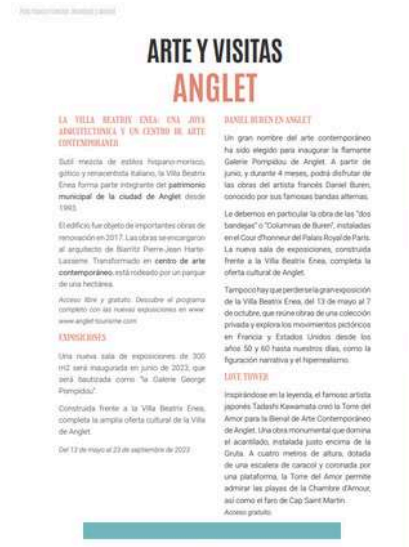 ARTE Y VISITAS
ANGLET
LA VILLA BEATRIX ENEA: UNA JOYA
ARQUITECTONICA Y UN CENTRO DE ARTE
CONTEMPORÁNEO
Sutil mezcla de estilos hispano-morisco,
gótico y renacentista italiano, la Villa Beatrix
Enea forma parte integrante del patrimonio
municipal de la ciudad de Anglet desde
1993.
El edificio fue objeto de importantes obras de
renovación en 2017. Las obras se encargaron
al arquitecto de Biarritz Pierre-Jean Harte-
Lasserre. Transformado en centro de arte
contemporáneo, está rodeado por un parque
de una hectárea.
Acceso libre y gratuito. Descubre el programa
completo con las nuevas exposiciones en www.
www.anglet-tourisme.com
EXPOSICIONES
Una nueva sala de exposiciones de 300
m2 será inaugurada en junio de 2023, que
será bautizada como "la Galerie George
Pompidou".
Construida frente a la Villa Beatrix Enea,
completa la amplia oferta cultural de la Villa
de Anglet.
Del 13 de mayo al 23 de septiembre de 2023
DANIEL BUREN EN ANGLET
Un gran nombre del arte contemporáneo
ha sido elegido para inaugurar la flamante
Galerie Pompidou de Anglet. A partir de
junio, y durante 4 meses, podrá disfrutar de
las obras del artista francés Daniel Buren,
conocido por sus famosas bandas alternas.
Le debemos en particular la obra de las "dos
bandejas" o "Columnas de Buren", instaladas
en el Cour d'honneur del Palais Royal de París.
La nueva sala de exposiciones, construida
frente a la Villa Beatrix Enea, completa la
oferta cultural de Anglet.
Tampoco hay que perderse la gran exposición
de la Villa Beatrix Enea, del 13 de mayo al 7
de octubre, que reúne obras de una colección
privada y explora los movimientos pictóricos
en Francia y Estados Unidos desde los
años 50 y 60 hasta nuestros días, como la
figuración narrativa y el hiperrealismo.
LOVE TOWER
Inspirándose en la leyenda, el famoso artista
japonés Tadashi Kawamata creó la Torre del
Amor para la Bienal de Arte Contemporáneo
de Anglet. Una obra monumental que domina
el acantilado, instalada justo encima de la
Gruta. A cuatro metros de altura, dotada
de una escalera de caracol y coronada por
una plataforma, la Torre del Amor permite
admirar las playas de la Chambre d'Amour,
así como el faro de Cap Saint Martin.
Acceso gratuito.